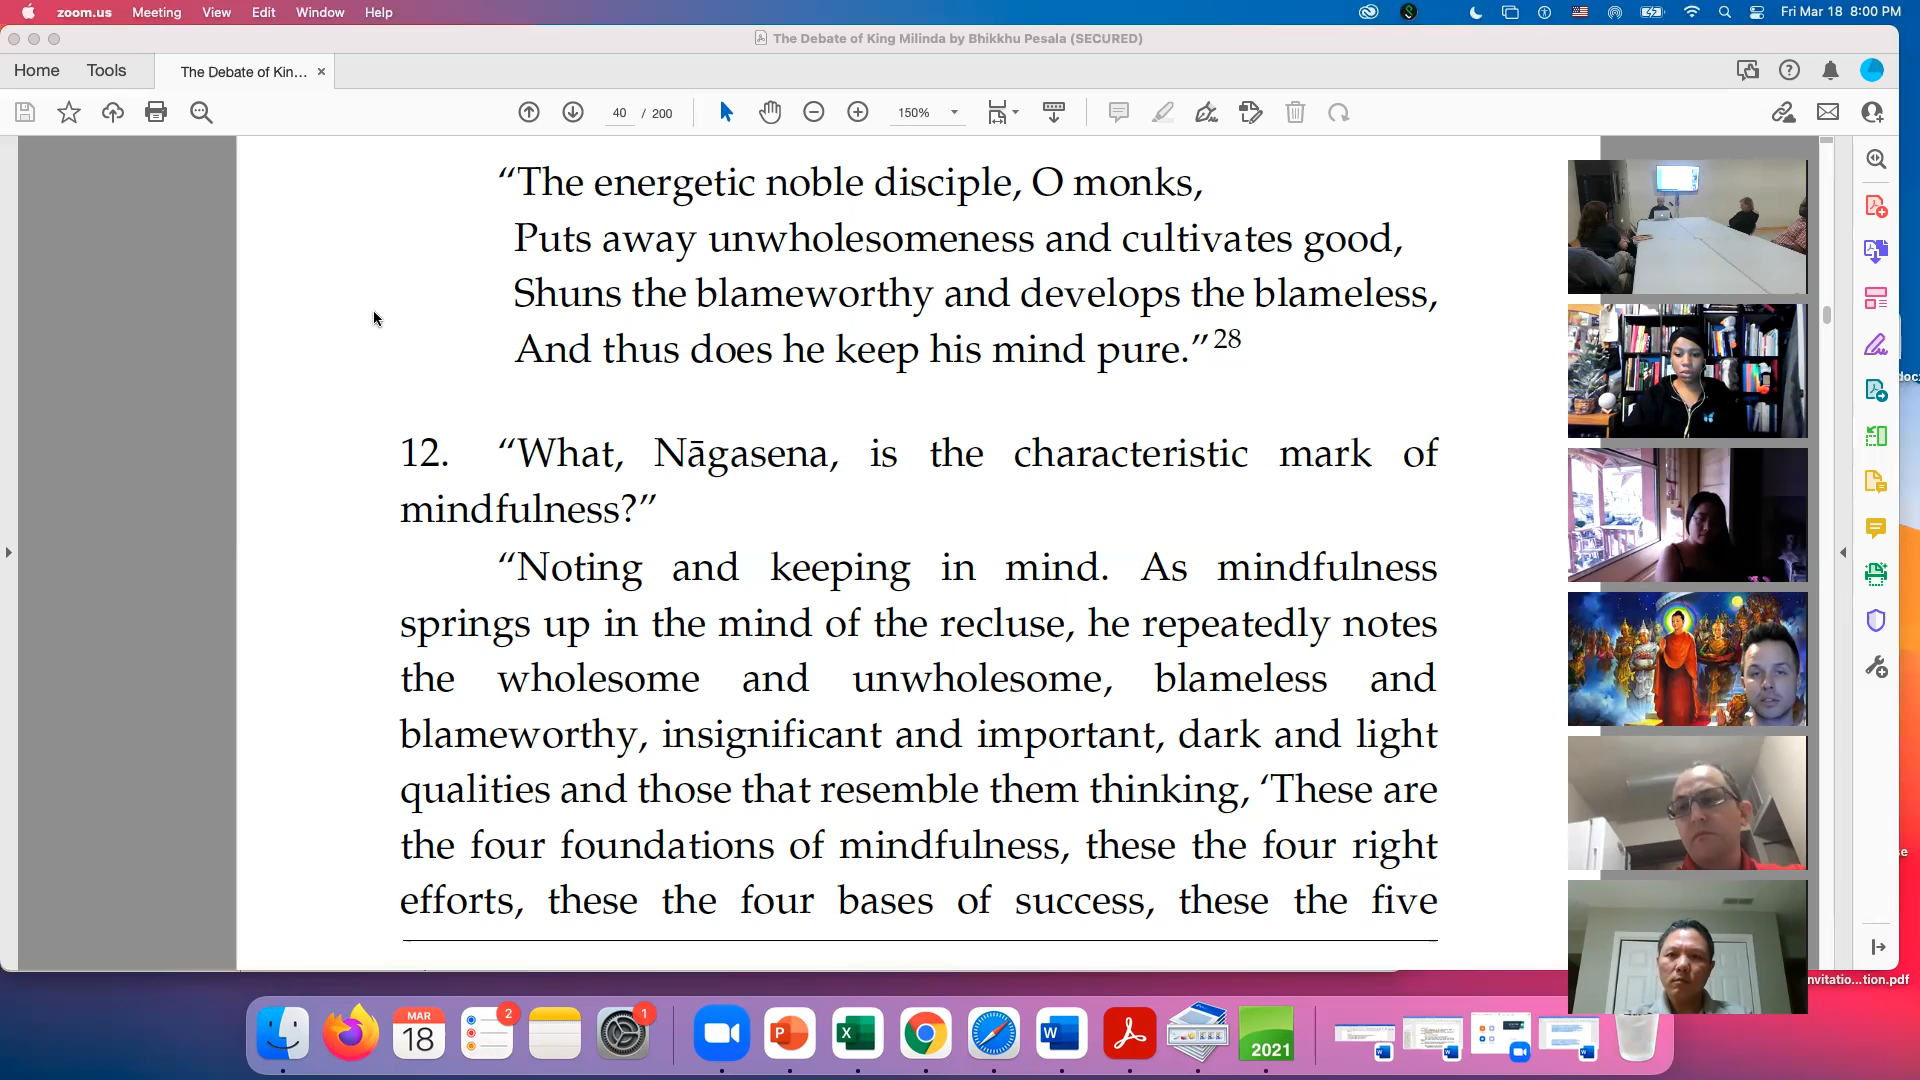 zoom.us Meeting View Edit Window Help Fri Mar 18 8:00 PM
The Debate of King Milinda by Bhikkhu Pesala (SECURED)
Home Tools The Debate of Kin... ×
40 / 200 150%
“The energetic noble disciple, O monks,
Puts away unwholesomeness and cultivates good,
Shuns the blameworthy and develops the blameless,
And thus does he keep his mind pure.”28
12. “What, Nāgasena, is the characteristic mark of
mindfulness?”
“Noting and keeping in mind. As mindfulness
springs up in the mind of the recluse, he repeatedly notes
the wholesome and unwholesome, blameless and
blameworthy, insignificant and important, dark and light
qualities and those that resemble them thinking, ‘These are
the four foundations of mindfulness, these the four right
efforts, these the four bases of success, these the five
nvitatio...tion.pdf
MAR
18
2
1
2021